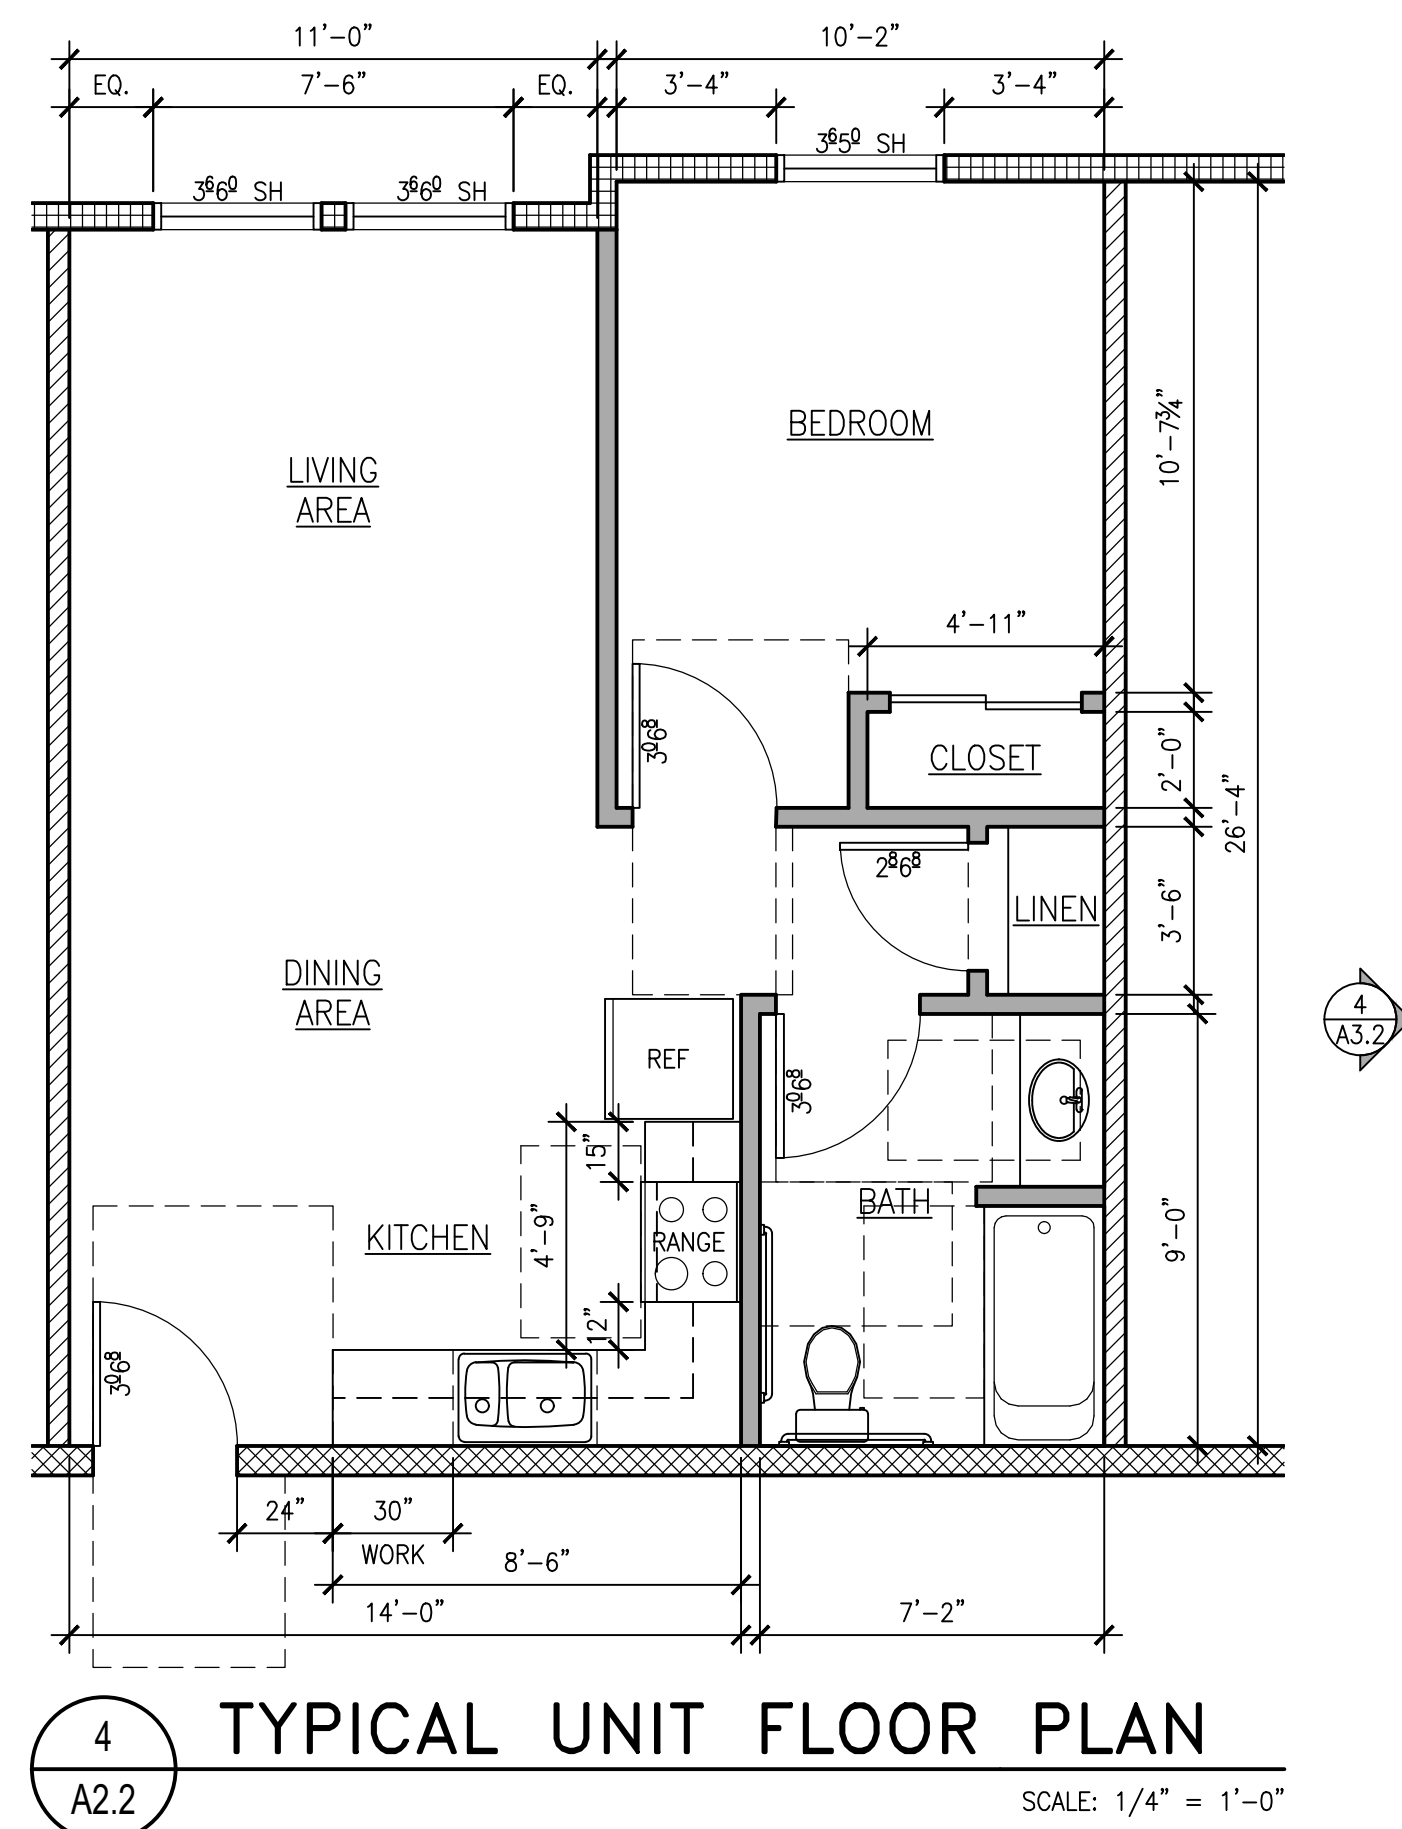 11'-0"
10'-2"
EQ.
7'-6"
EQ.
3'-4"
3'-4"
3⁶6⁰ SH
3⁶6⁰ SH
3⁶5⁰ SH
BEDROOM
LIVING
AREA
10'-7¾"
4'-11"
3⁰6⁸
CLOSET
2'-0"
26'-4"
2⁸6⁸
LINEN
3'-6"
DINING
AREA
4
A3.2
REF
3⁰6⁸
15"
BATH
KITCHEN
4'-9"
RANGE
9'-0"
12"
3⁰6⁸
24"
30"
WORK
8'-6"
14'-0"
7'-2"
4
A2.2
TYPICAL UNIT FLOOR PLAN
SCALE: 1/4" = 1'-0"